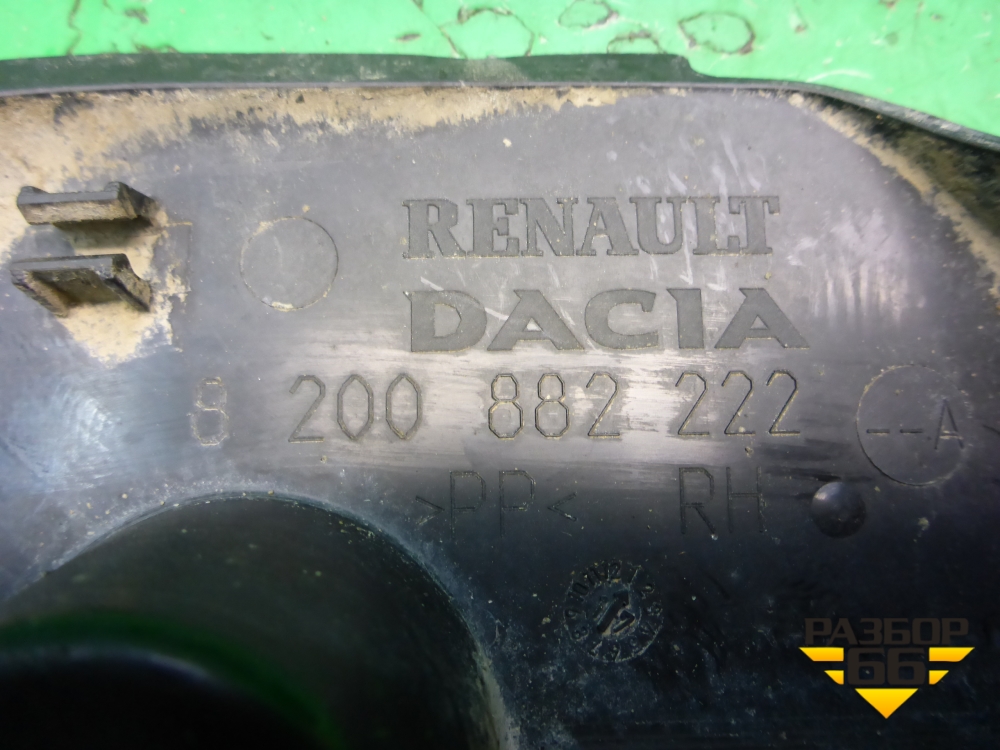 RENAULT
DACIA
8 200 882 222
--A
>PP< RH
РАЗБОР
66